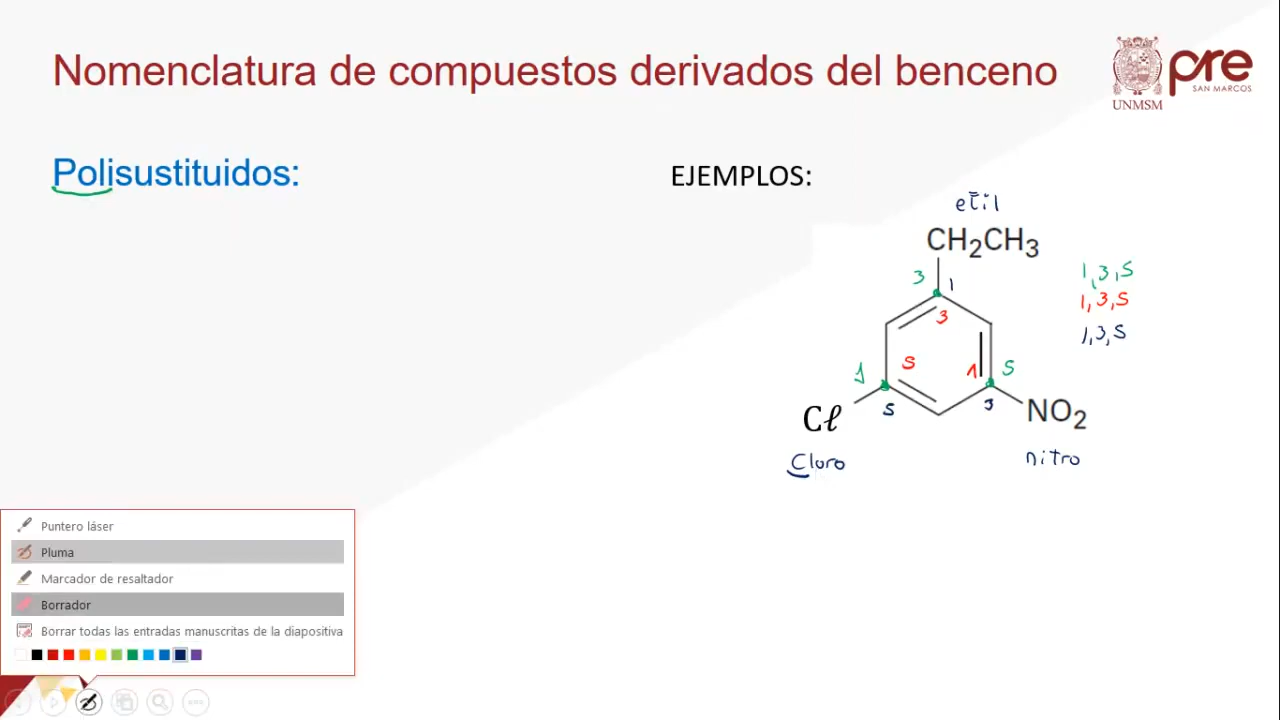 Nomenclatura de compuestos derivados del benceno
pre
SAN MARCOS
UNMSM
Polisustituidos:
EJEMPLOS:
etil
CH₂CH₃
3 1
1,3,5
3
1,3,5
1,3,5
1 5 1 5
5 3
Cℓ
NO₂
Cloro
nitro
Puntero láser
Pluma
Marcador de resaltador
Borrador
Borrar todas las entradas manuscritas de la diapositiva